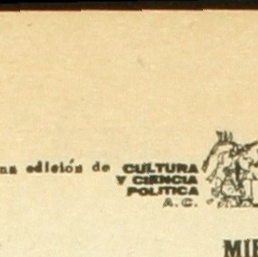 edición de CULTURA
Y CIENCIA
POLITICA
A.C.